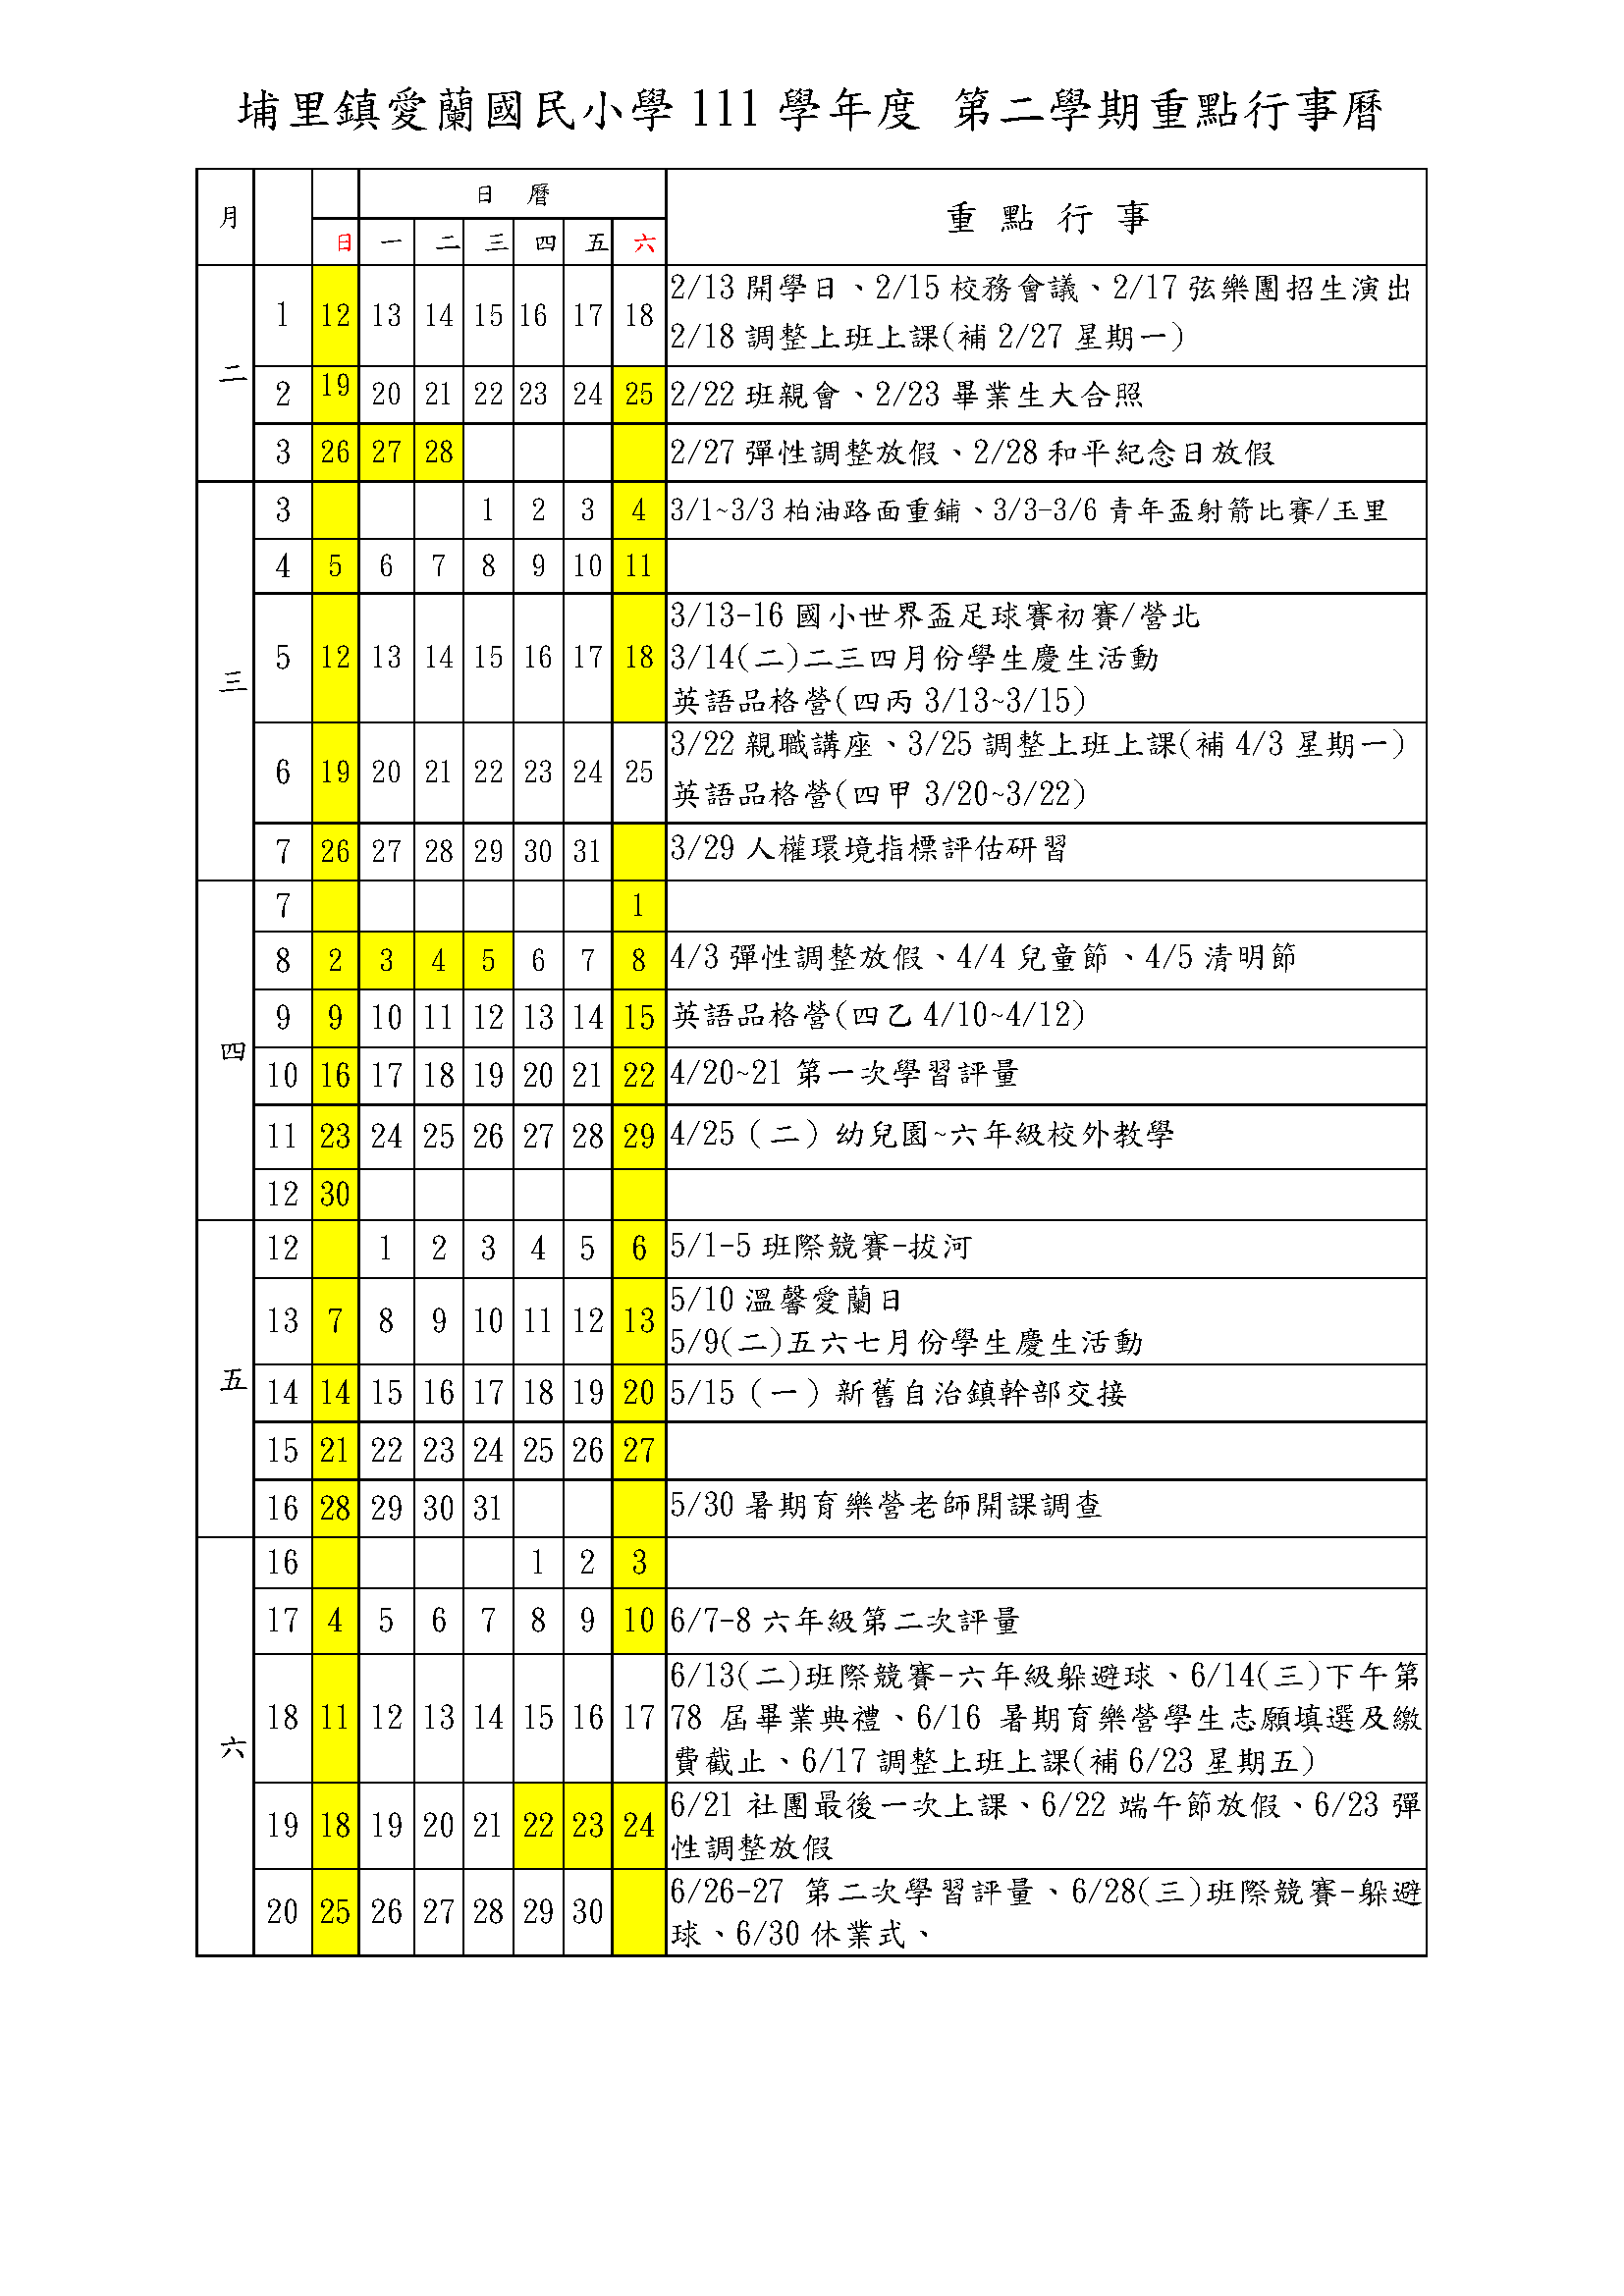 埔里鎮愛蘭國民小學 111 學年度 第二學期重點行事曆
月 日 曆 重 點 行 事
日 一 二 三 四 五 六
二
1 12 13 14 15 16 17 18 2/13 開學日、2/15 校務會議、2/17 弦樂團招生演出
2/18 調整上班上課(補 2/27 星期一)
2 19 20 21 22 23 24 25 2/22 班親會、2/23 畢業生大合照
3 26 27 28 2/27 彈性調整放假、2/28 和平紀念日放假
三
3 1 2 3 4 3/1~3/3 柏油路面重鋪、3/3-3/6 青年盃射箭比賽/玉里
4 5 6 7 8 9 10 11
5 12 13 14 15 16 17 18 3/13-16 國小世界盃足球賽初賽/營北
3/14(二)二三四月份學生慶生活動
英語品格營(四丙 3/13~3/15)
6 19 20 21 22 23 24 25 3/22 親職講座、3/25 調整上班上課(補 4/3 星期一)
英語品格營(四甲 3/20~3/22)
7 26 27 28 29 30 31 3/29 人權環境指標評估研習
四
7 1
8 2 3 4 5 6 7 8 4/3 彈性調整放假、4/4 兒童節、4/5 清明節
9 9 10 11 12 13 14 15 英語品格營(四乙 4/10~4/12)
10 16 17 18 19 20 21 22 4/20~21 第一次學習評量
11 23 24 25 26 27 28 29 4/25（二）幼兒園~六年級校外教學
12 30
五
12 1 2 3 4 5 6 5/1-5 班際競賽-拔河
13 7 8 9 10 11 12 13 5/10 溫馨愛蘭日
5/9(二)五六七月份學生慶生活動
14 14 15 16 17 18 19 20 5/15（一）新舊自治鎮幹部交接
15 21 22 23 24 25 26 27
16 28 29 30 31 5/30 暑期育樂營老師開課調查
六
16 1 2 3
17 4 5 6 7 8 9 10 6/7-8 六年級第二次評量
18 11 12 13 14 15 16 17 6/13(二)班際競賽-六年級躲避球、6/14(三)下午第
78 屆畢業典禮、6/16 暑期育樂營學生志願填選及繳
費截止、6/17 調整上班上課(補 6/23 星期五)
19 18 19 20 21 22 23 24 6/21 社團最後一次上課、6/22 端午節放假、6/23 彈
性調整放假
20 25 26 27 28 29 30 6/26-27 第二次學習評量、6/28(三)班際競賽-躲避
球、6/30 休業式、